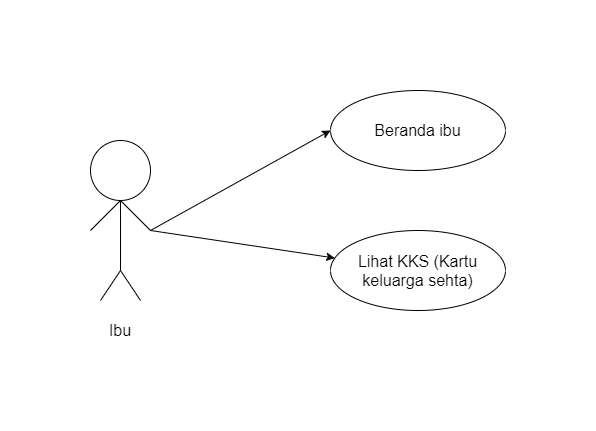 Beranda ibu
Lihat KKS (Kartu
keluarga sehta)
Ibu